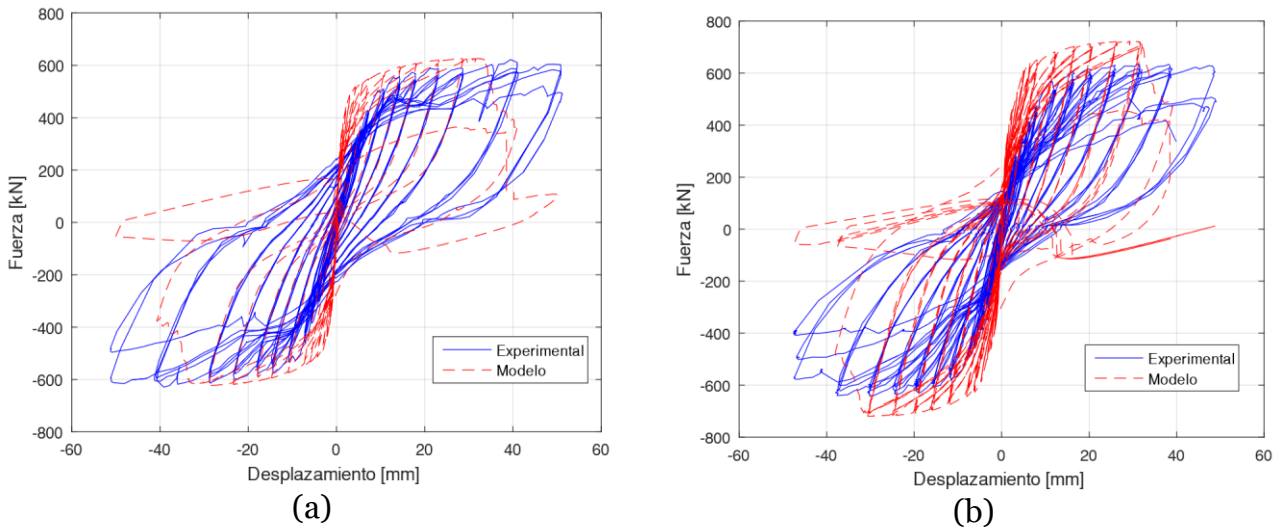 800
600
400
200
0
-200
-400
-600
-800
Fuerza [kN]
-60 -40 -20 0 20 40 60
Desplazamiento [mm]
Experimental
Modelo
(a)
800
600
400
200
0
-200
-400
-600
-800
Fuerza [kN]
-60 -40 -20 0 20 40 60
Desplazamiento [mm]
Experimental
Modelo
(b)